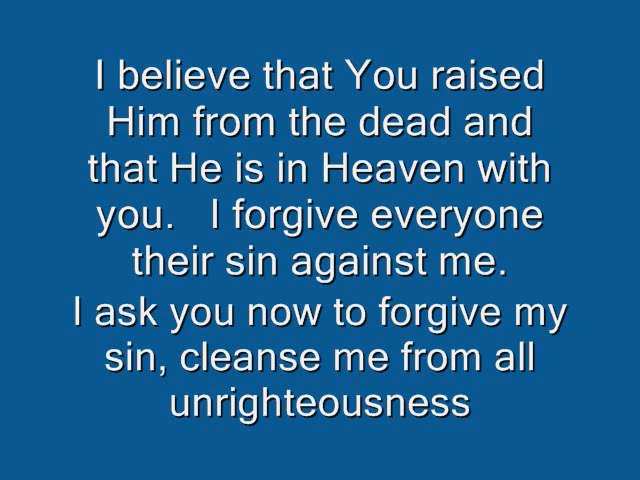 I believe that You raised
Him from the dead and
that He is in Heaven with
you.   I forgive everyone
their sin against me.
I ask you now to forgive my
sin, cleanse me from all
unrighteousness